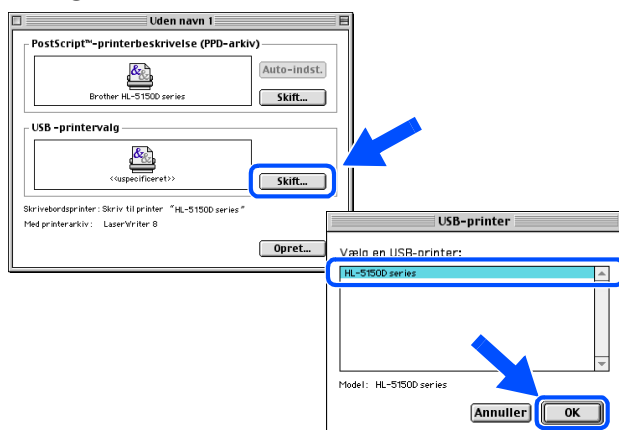 Uden navn 1
PostScript™-printerbeskrivelse (PPD-arkiv)
Auto-indst.
Brother HL-5150D series
Skift...
USB -printervalg
<<uspecificeret>>
Skift...
Skrivebordsprinter: Skriv til printer "HL-5150D series"
Med printerarkiv: LaserWriter 8
Opret...
USB-printer
Vælg en USB-printer:
HL-5150D series
Model: HL-5150D series
Annuller
OK